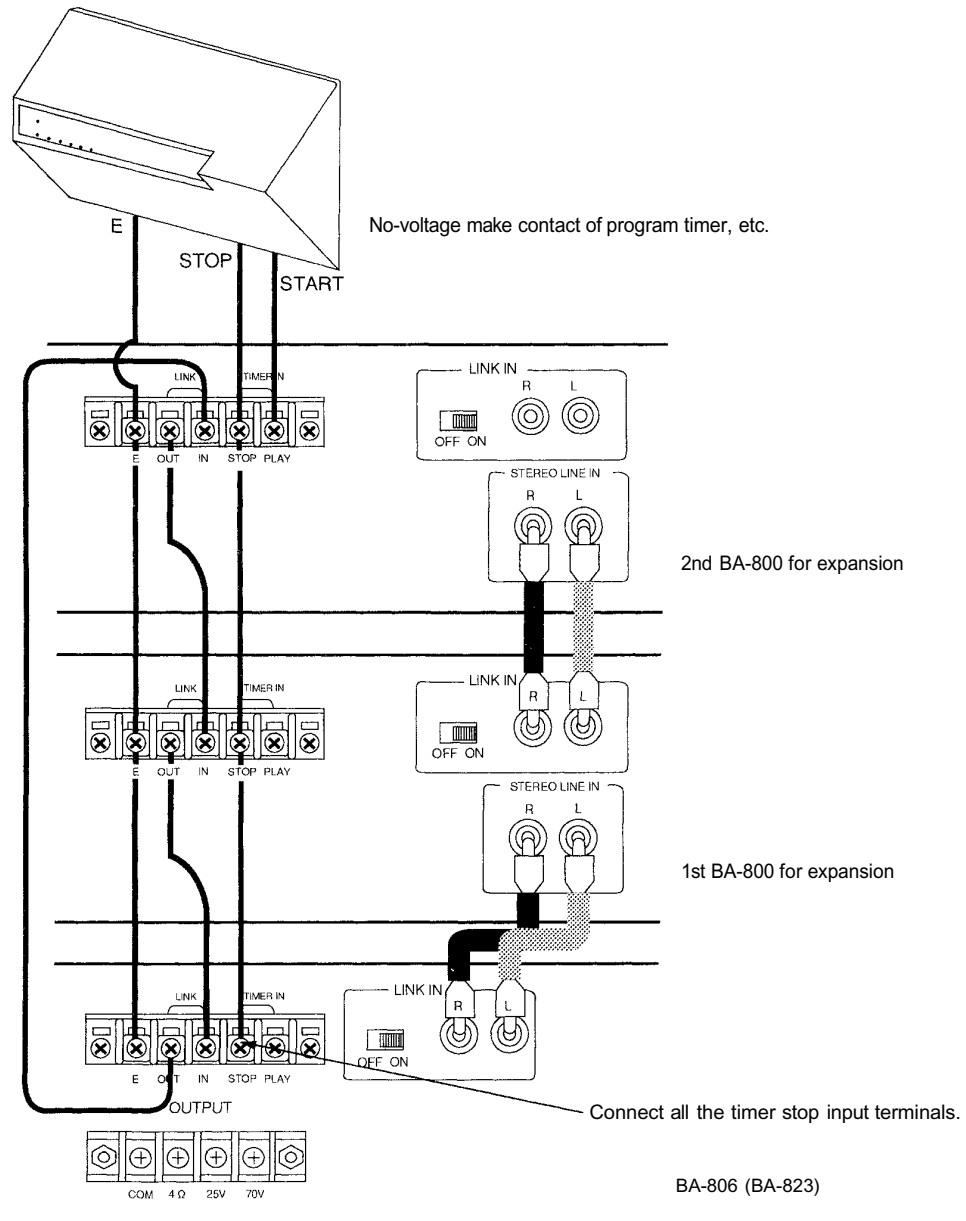 E
STOP
START
No-voltage make contact of program timer, etc.
LINK TIMER IN
E OUT IN STOP PLAY
LINK IN
R L
OFF ON
STEREO LINE IN
R L
2nd BA-800 for expansion
LINK TIMER IN
E OUT IN STOP PLAY
LINK IN
R L
OFF ON
STEREO LINE IN
R L
1st BA-800 for expansion
LINK TIMER IN
E OUT IN STOP PLAY
LINK IN
R L
OFF ON
Connect all the timer stop input terminals.
OUTPUT
COM 4 Ω 25V 70V
BA-806 (BA-823)